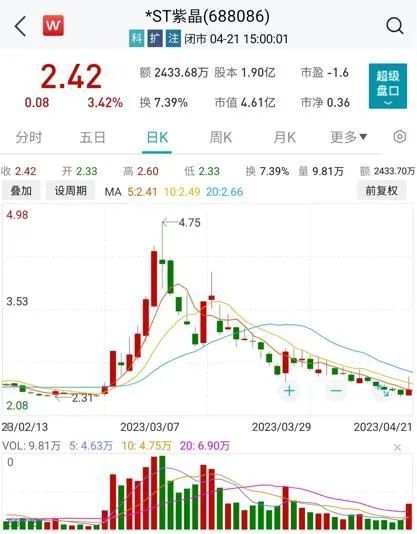 W
*ST紫晶(688086)
科 扩 注 闭市 04-21 15:00:01
2.42 额 2433.68万 股本 1.90亿 市盈 -1.6 超级
0.08 3.42% 换 7.39% 市值 4.61亿 市净 0.36 盘口
分时 五日 日K 周K 月K 更多
收 2.42 开 2.33 高 2.60 低 2.33 换 7.39% 量 9.81万 额 2433.70万
叠加 设周期 MA 5:2.41 10:2.49 20:2.66 前复权
4.98
4.75
3.53
2.31
2.08
23/02/13 2023/03/07 2023/03/29 2023/04/21
VOL: 9.81万 5: 4.63万 10: 4.75万 20: 6.90万
0